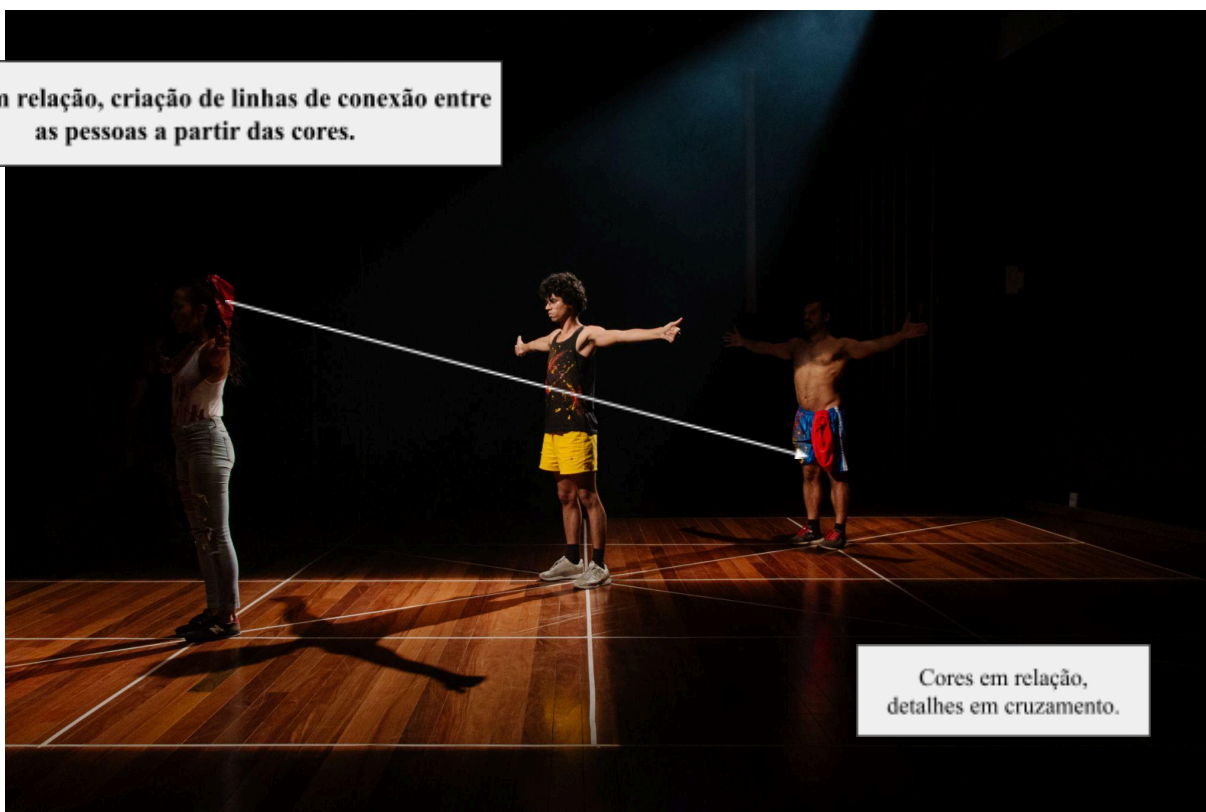 relação, criação de linhas de conexão entre
as pessoas a partir das cores.
Cores em relação,
detalhes em cruzamento.